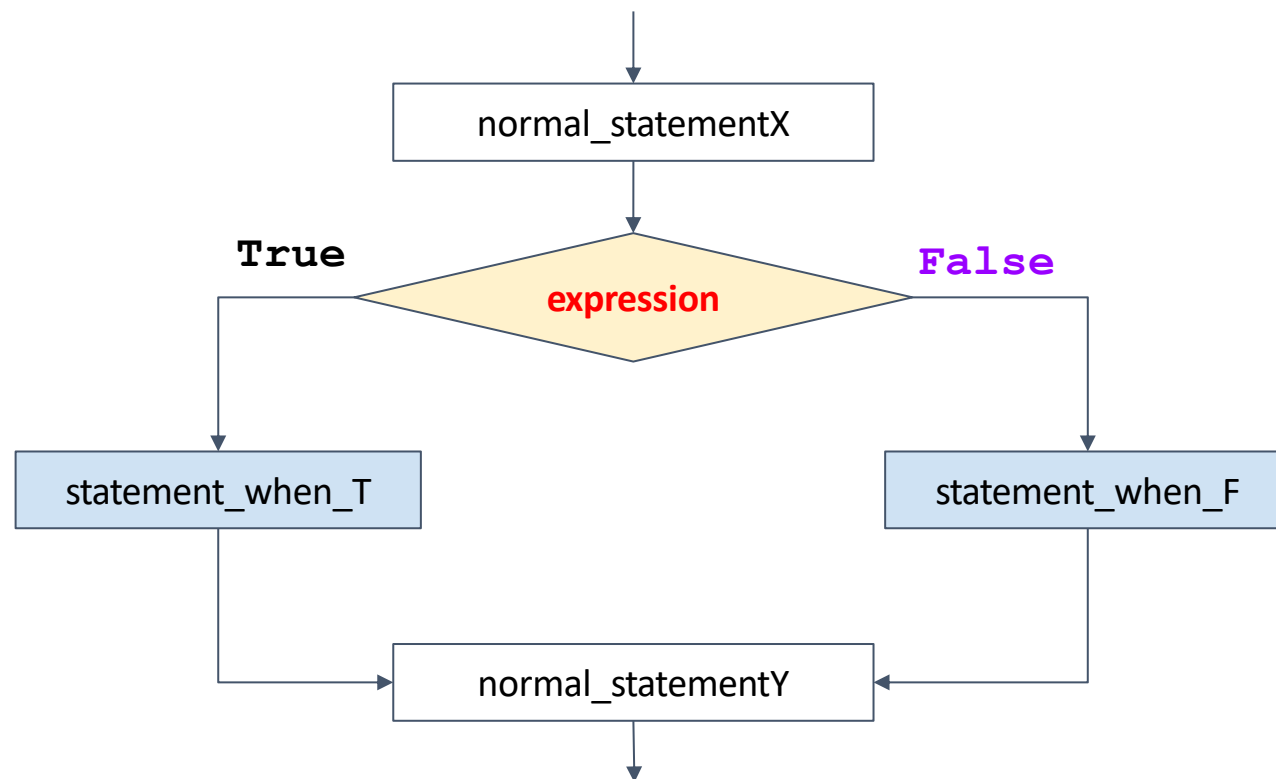 normal_statementX
True
False
expression
statement_when_T
statement_when_F
normal_statementY